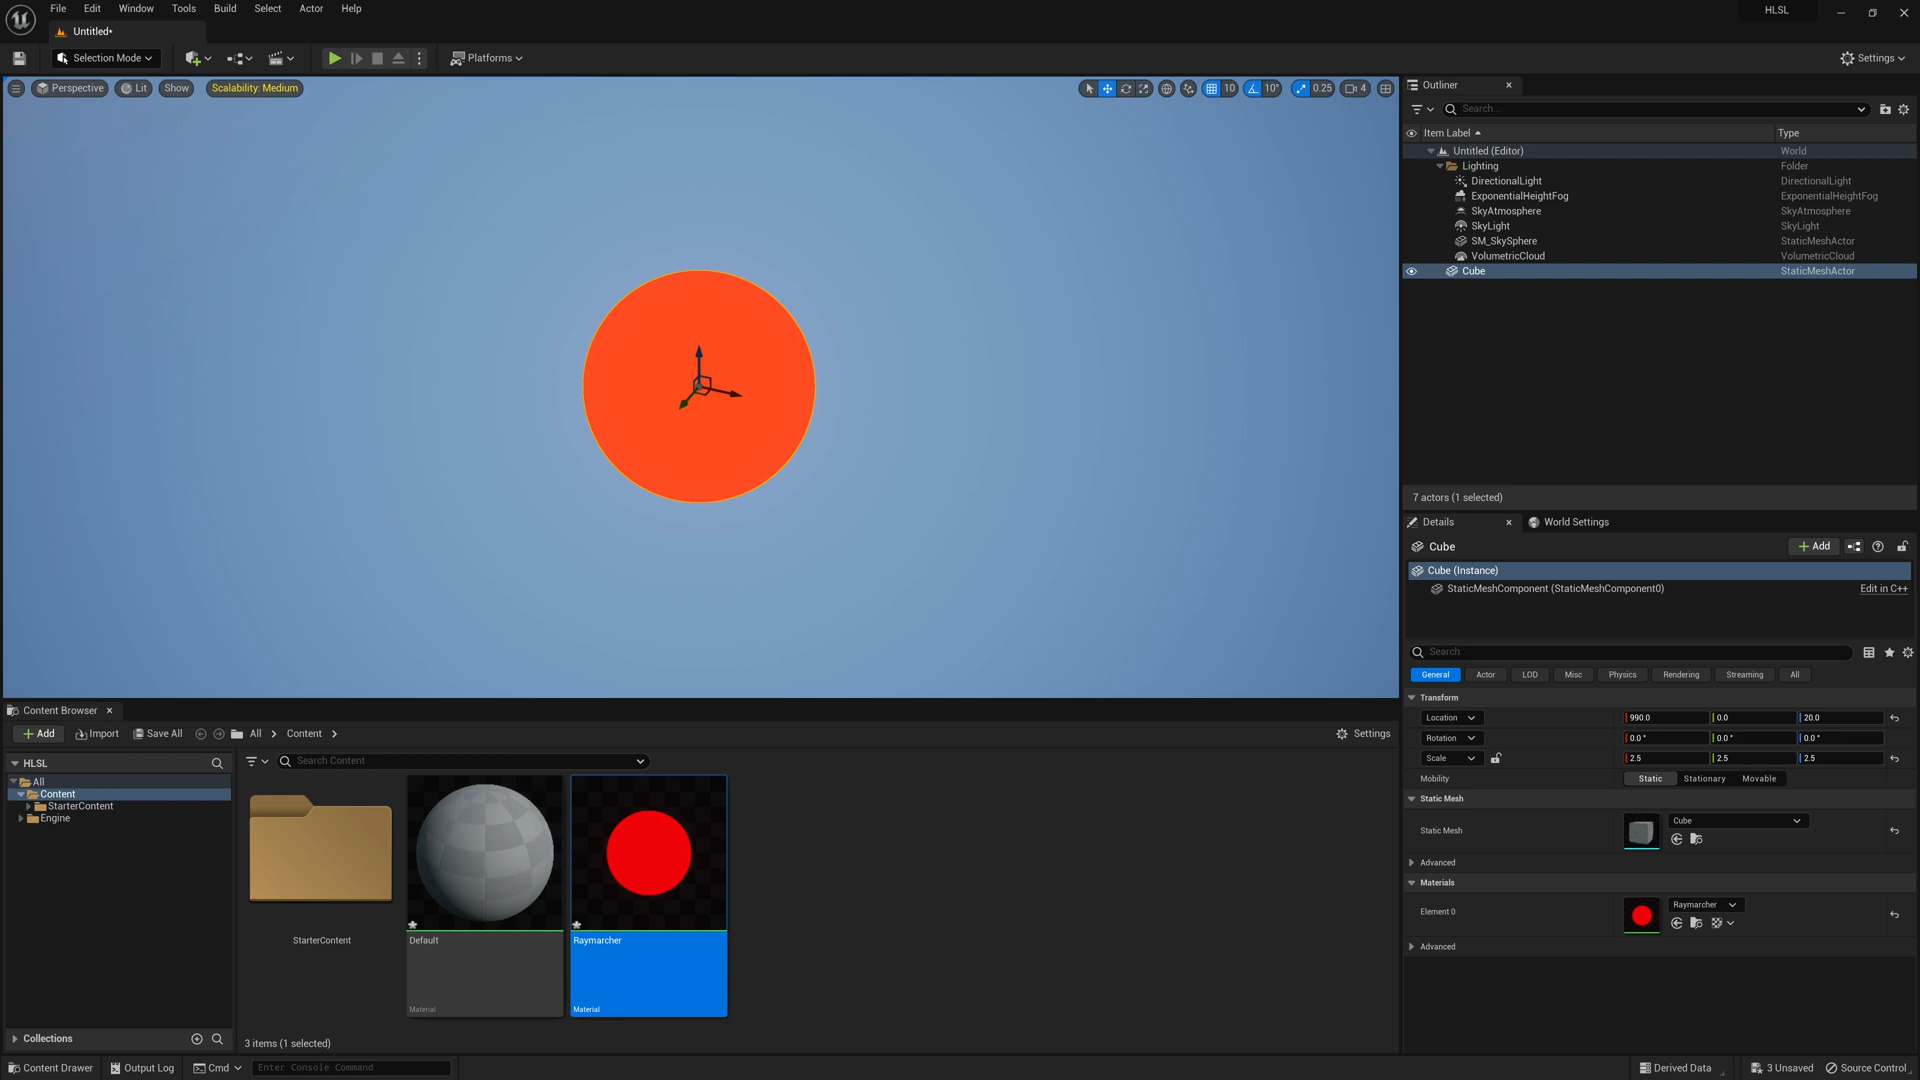 File Edit Window Tools Build Select Actor Help
HLSL
Untitled*
Selection Mode
Platforms
Settings
Perspective Lit Show Scalability: Medium
10 10° 0.25 4
Outliner
Search...
Item Label Type
Untitled (Editor) World
Lighting Folder
DirectionalLight DirectionalLight
ExponentialHeightFog ExponentialHeightFog
SkyAtmosphere SkyAtmosphere
SkyLight SkyLight
SM_SkySphere StaticMeshActor
VolumetricCloud VolumetricCloud
Cube StaticMeshActor
7 actors (1 selected)
Details World Settings
Cube Add
Cube (Instance)
StaticMeshComponent (StaticMeshComponent0) Edit in C++
Search
General Actor LOD Misc Physics Rendering Streaming All
Transform
Location 990.0 0.0 20.0
Rotation 0.0 ° 0.0 ° 0.0 °
Scale 2.5 2.5 2.5
Mobility Static Stationary Movable
Static Mesh
Static Mesh Cube
Advanced
Materials
Element 0 Raymarcher
Advanced
Content Browser
Add Import Save All All Content Settings
HLSL
Search Content
All
Content
StarterContent
Engine
StarterContent
Default
Material
Raymarcher
Material
Collections
3 items (1 selected)
Content Drawer Output Log Cmd Enter Console Command
Derived Data 3 Unsaved Source Control